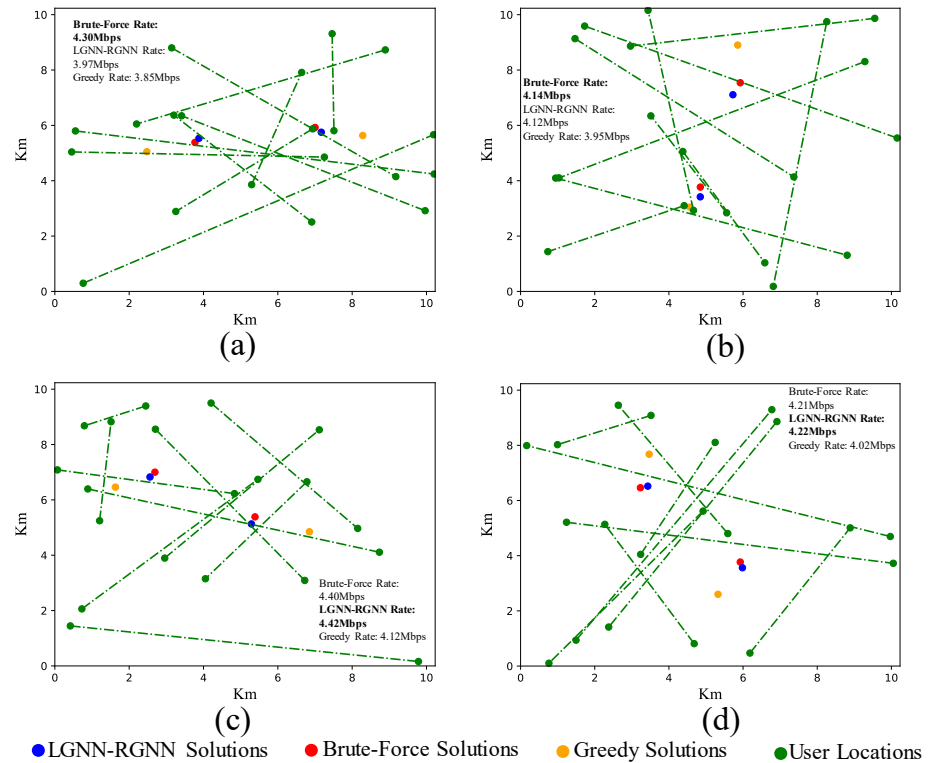 10
8
6
4
2
0
Km
Brute-Force Rate:
4.30Mbps
LGNN-RGNN Rate:
3.97Mbps
Greedy Rate: 3.85Mbps
0 2 4 6 8 10
Km
(a)
10
8
6
4
2
0
Km
Brute-Force Rate:
4.14Mbps
LGNN-RGNN Rate:
4.12Mbps
Greedy Rate: 3.95Mbps
0 2 4 6 8 10
Km
(b)
10
8
6
4
2
0
Km
Brute-Force Rate:
4.40Mbps
LGNN-RGNN Rate:
4.42Mbps
Greedy Rate: 4.12Mbps
0 2 4 6 8 10
Km
(c)
10
8
6
4
2
0
Km
Brute-Force Rate:
4.21Mbps
LGNN-RGNN Rate:
4.22Mbps
Greedy Rate: 4.02Mbps
0 2 4 6 8 10
Km
(d)
LGNN-RGNN Solutions Brute-Force Solutions Greedy Solutions User Locations